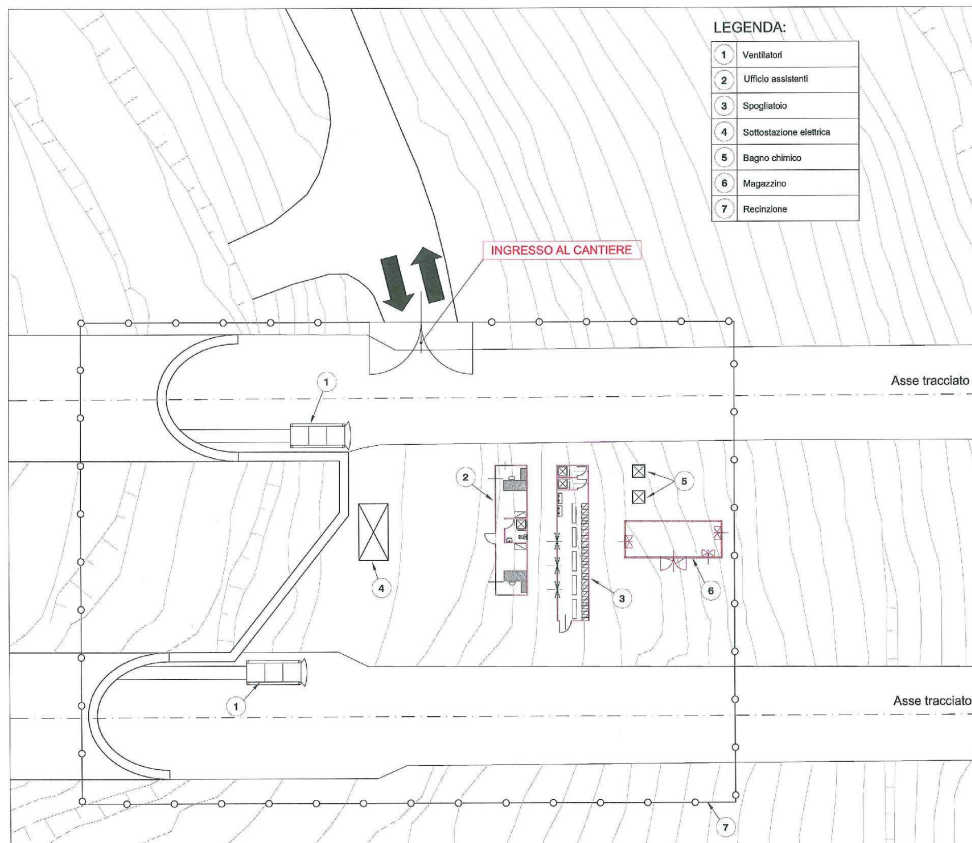 LEGENDA:
1 Ventilatori
2 Ufficio assistenti
3 Spogliatoio
4 Sottostazione elettrica
5 Bagno chimico
6 Magazzino
7 Recinzione
INGRESSO AL CANTIERE
Asse tracciato
1
2
5
4
3
6
1
Asse tracciato
7